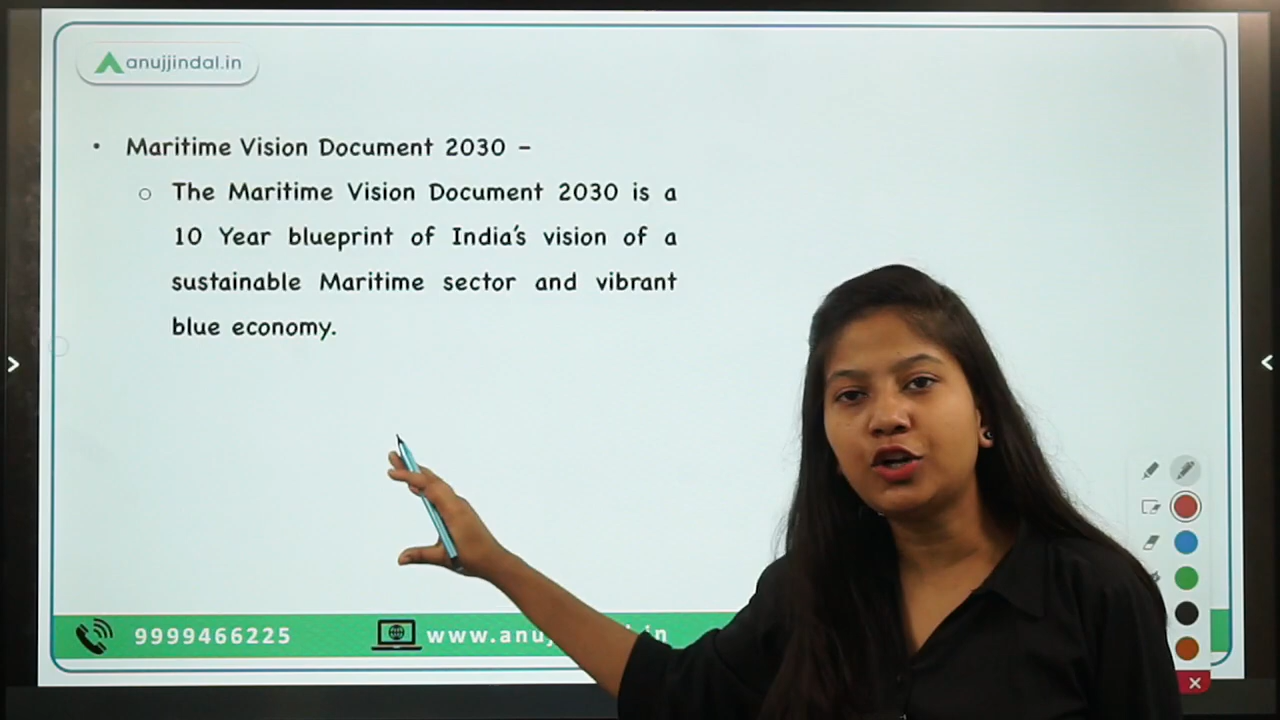 anujjindal.in
• Maritime Vision Document 2030 –
o The Maritime Vision Document 2030 is a
10 Year blueprint of India's vision of a
sustainable Maritime sector and vibrant
blue economy.
9999466225